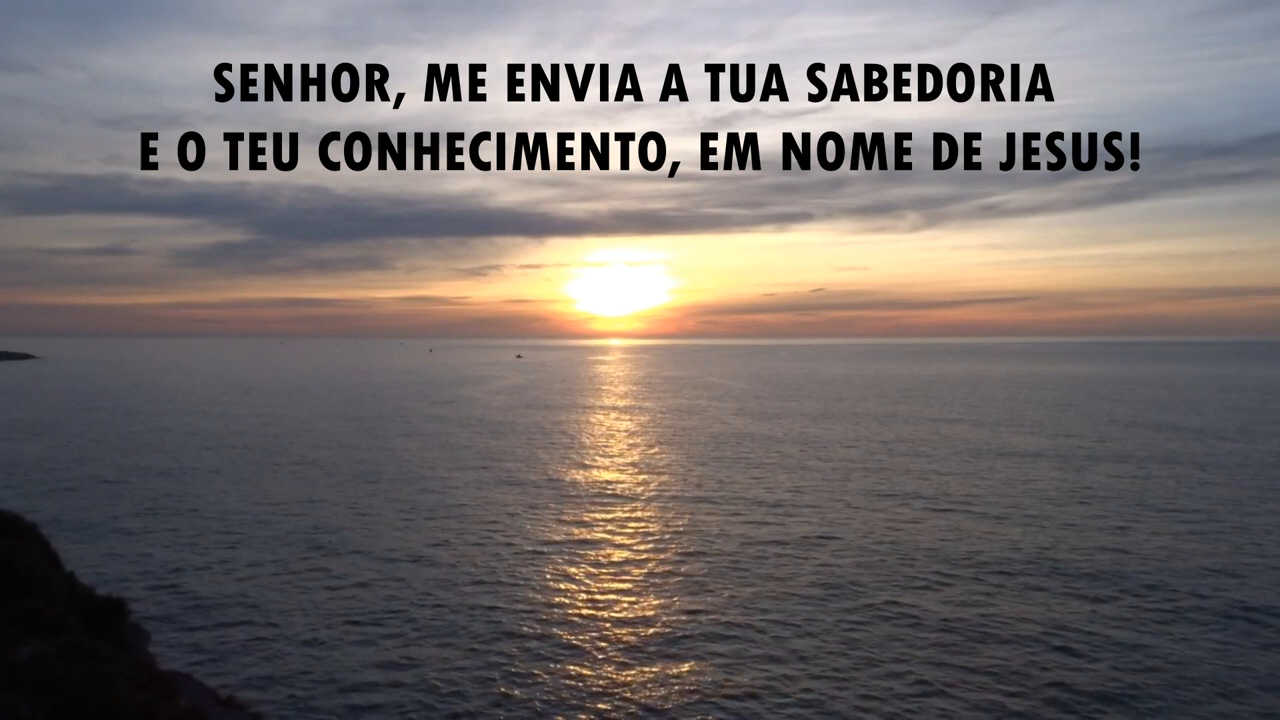 SENHOR, ME ENVIA A TUA SABEDORIA
E O TEU CONHECIMENTO, EM NOME DE JESUS!